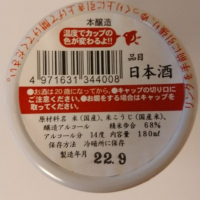 本醸造
温度でカップの
色が変わるよ!!
品目
日本酒
4 971631 344008
●お酒は20歳になってから。●キャップの切り口に
ご注意ください。●お燗をする場合はキャップを
取ってください。
原材料名 米(国産)、米こうじ(国産米)、
醸造アルコール 精米歩合 68%
アルコール分 14度 内容量 180ml
保存方法 冷暗所に保存
製造年月
22.9